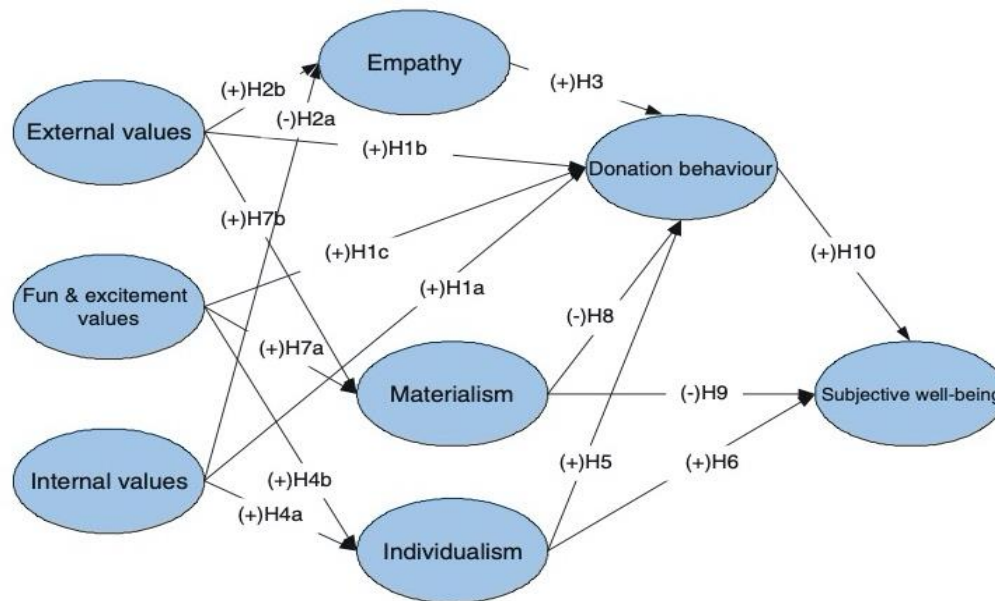 Empathy
(+)H2b
(+)H3
(-)H2a
External values
(+)H1b
Donation behaviour
(+)H7b
(+)H1c
(+)H10
(+)H1a
Fun & excitement
values
(-)H8
(+)H7a
Materialism
(-)H9
Subjective well-being
(+)H5
(+)H6
Internal values
(+)H4b
(+)H4a
Individualism